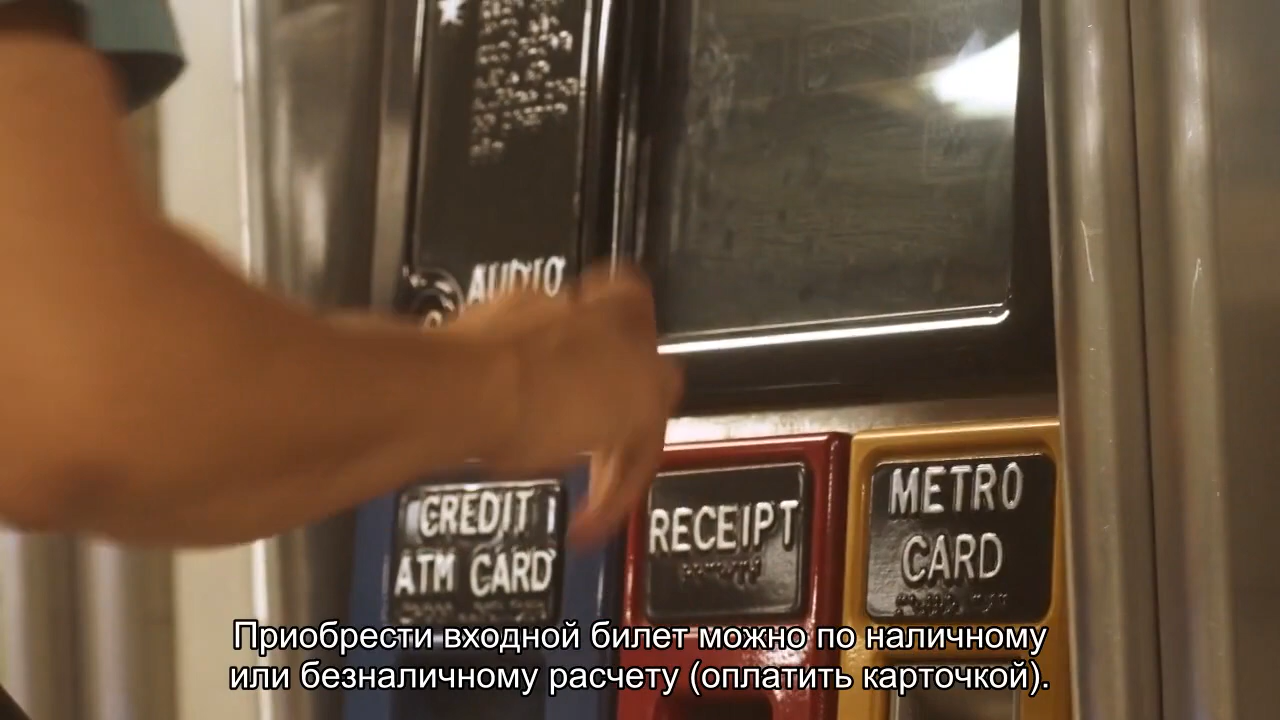 AUDIO
CREDIT
ATM CARD
RECEIPT
METRO
CARD
Приобрести входной билет можно по наличному
или безналичному расчету (оплатить карточкой).